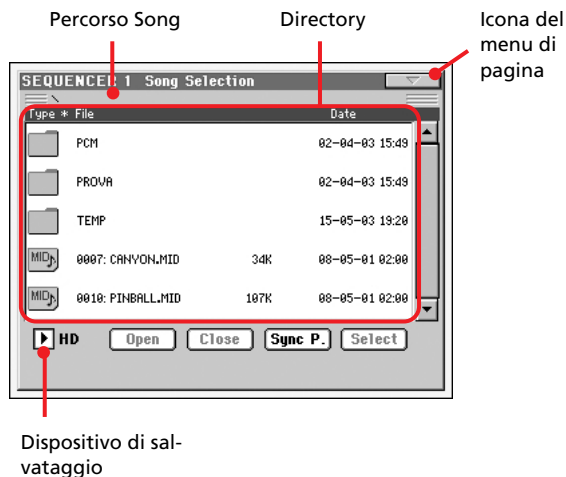 Percorso Song
Directory
Icona del
menu di
pagina
SEQUENCER 1 Song Selection
Type * File Date
PCM 02-04-03 15:49
PROVA 02-04-03 15:49
TEMP 15-05-03 19:20
MID 0007: CANYON.MID 34K 08-05-01 02:00
MID 0010: PINBALL.MID 107K 08-05-01 02:00
HD Open Close Sync P. Select
Dispositivo di sal-
vataggio